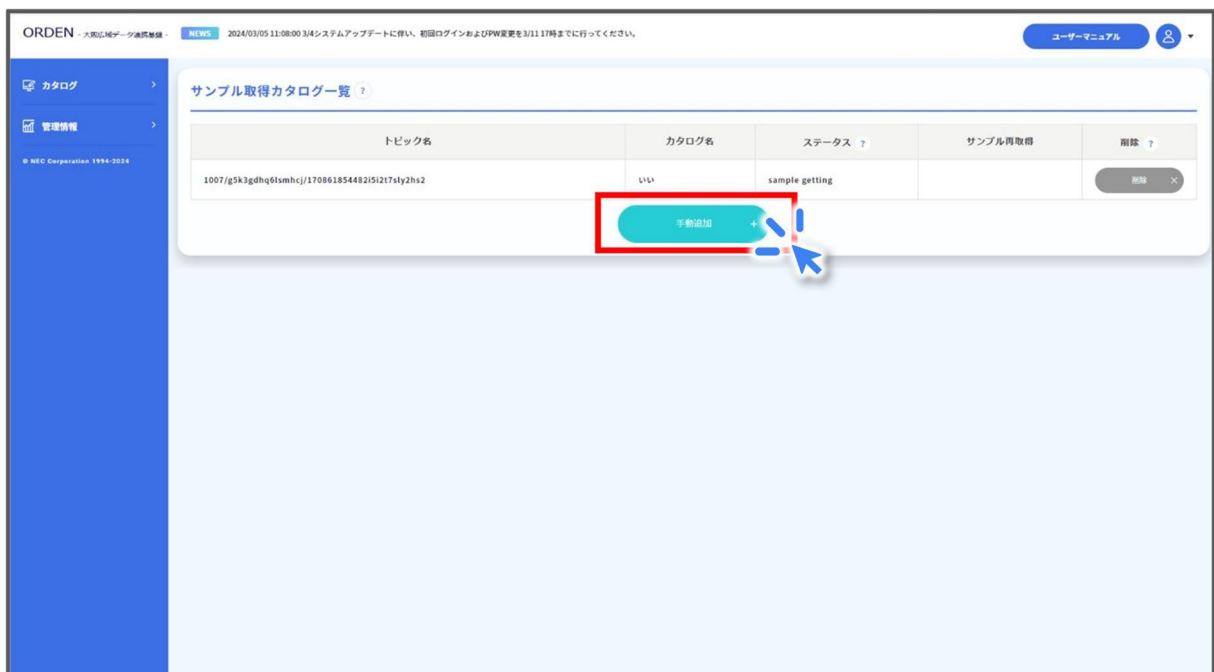 ORDEN - 大阪広域データ連携基盤 -
NEWS 2024/03/05 11:08:00 3/4システムアップデートに伴い、初回ログインおよびPW変更を3/11 17時までに行ってください。
ユーザーマニュアル
カタログ
管理情報
© NEC Corporation 1994-2024
サンプル取得カタログ一覧 ?
トピック名 カタログ名 ステータス ? サンプル再取得 削除 ?
1007/g5k3gdhq6lsmhcj/170861854482i5i2t7sly2hs2 いい sample getting 削除 ×
手動追加 +